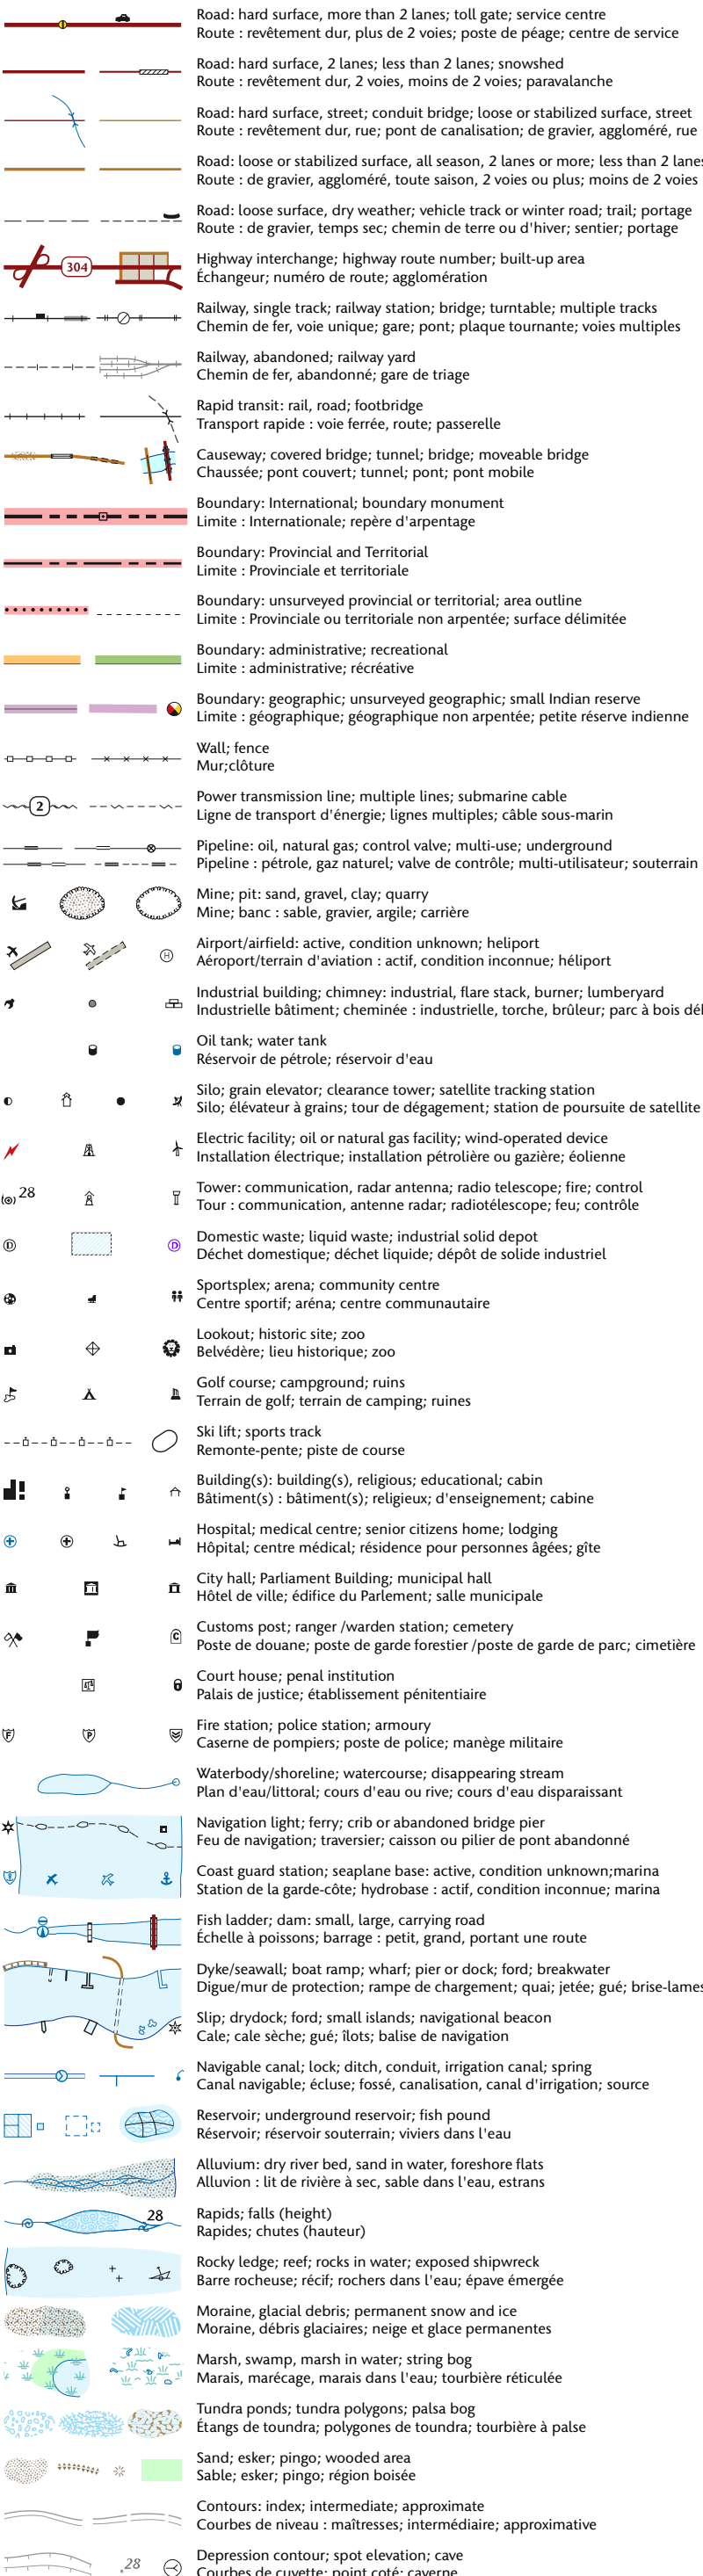 Road: hard surface, more than 2 lanes; toll gate; service centre
Route : revêtement dur, plus de 2 voies; poste de péage; centre de service
Road: hard surface, 2 lanes; less than 2 lanes; snowshed
Route : revêtement dur, 2 voies, moins de 2 voies; paravalanche
Road: hard surface, street; conduit bridge; loose or stabilized surface, street
Route : revêtement dur, rue; pont de canalisation; de gravier, aggloméré, rue
Road: loose or stabilized surface, all season, 2 lanes or more; less than 2 lanes
Route : de gravier, aggloméré, toute saison, 2 voies ou plus; moins de 2 voies
Road: loose surface, dry weather; vehicle track or winter road; trail; portage
Route : de gravier, temps sec; chemin de terre ou d'hiver; sentier; portage
304
Highway interchange; highway route number; built-up area
Échangeur; numéro de route; agglomération
Railway, single track; railway station; bridge; turntable; multiple tracks
Chemin de fer, voie unique; gare; pont; plaque tournante; voies multiples
Railway, abandoned; railway yard
Chemin de fer, abandonné; gare de triage
Rapid transit: rail, road; footbridge
Transport rapide : voie ferrée, route; passerelle
Causeway; covered bridge; tunnel; bridge; moveable bridge
Chaussée; pont couvert; tunnel; pont; pont mobile
Boundary: International; boundary monument
Limite : Internationale; repère d'arpentage
Boundary: Provincial and Territorial
Limite : Provinciale et territoriale
Boundary: unsurveyed provincial or territorial; area outline
Limite : Provinciale ou territoriale non arpentée; surface délimitée
Boundary: administrative; recreational
Limite : administrative; récréative
Boundary: geographic; unsurveyed geographic; small Indian reserve
Limite : géographique; géographique non arpentée; petite réserve indienne
Wall; fence
Mur;clôture
2
Power transmission line; multiple lines; submarine cable
Ligne de transport d'énergie; lignes multiples; câble sous-marin
Pipeline: oil, natural gas; control valve; multi-use; underground
Pipeline : pétrole, gaz naturel; valve de contrôle; multi-utilisateur; souterrain
Mine; pit: sand, gravel, clay; quarry
Mine; banc : sable, gravier, argile; carrière
H
Airport/airfield: active, condition unknown; heliport
Aéroport/terrain d'aviation : actif, condition inconnue; héliport
Industrial building; chimney: industrial, flare stack, burner; lumberyard
Industrielle bâtiment; cheminée : industrielle, torche, brûleur; parc à bois dél
Oil tank; water tank
Réservoir de pétrole; réservoir d'eau
Silo; grain elevator; clearance tower; satellite tracking station
Silo; élévateur à grains; tour de dégagement; station de poursuite de satellite
Electric facility; oil or natural gas facility; wind-operated device
Installation électrique; installation pétrolière ou gazière; éolienne
28
Tower: communication, radar antenna; radio telescope; fire; control
Tour : communication, antenne radar; radiotélescope; feu; contrôle
D D
Domestic waste; liquid waste; industrial solid depot
Déchet domestique; déchet liquide; dépôt de solide industriel
Sportsplex; arena; community centre
Centre sportif; aréna; centre communautaire
Lookout; historic site; zoo
Belvédère; lieu historique; zoo
Golf course; campground; ruins
Terrain de golf; terrain de camping; ruines
Ski lift; sports track
Remonte-pente; piste de course
Building(s): building(s), religious; educational; cabin
Bâtiment(s) : bâtiment(s); religieux; d'enseignement; cabine
Hospital; medical centre; senior citizens home; lodging
Hôpital; centre médical; résidence pour personnes âgées; gîte
City hall; Parliament Building; municipal hall
Hôtel de ville; édifice du Parlement; salle municipale
C
Customs post; ranger /warden station; cemetery
Poste de douane; poste de garde forestier /poste de garde de parc; cimetière
Court house; penal institution
Palais de justice; établissement pénitentiaire
F P
Fire station; police station; armoury
Caserne de pompiers; poste de police; manège militaire
Waterbody/shoreline; watercourse; disappearing stream
Plan d'eau/littoral; cours d'eau ou rive; cours d'eau disparaissant
Navigation light; ferry; crib or abandoned bridge pier
Feu de navigation; traversier; caisson ou pilier de pont abandonné
Coast guard station; seaplane base: active, condition unknown;marina
Station de la garde-côte; hydrobase : actif, condition inconnue; marina
Fish ladder; dam: small, large, carrying road
Échelle à poissons; barrage : petit, grand, portant une route
Dyke/seawall; boat ramp; wharf; pier or dock; ford; breakwater
Digue/mur de protection; rampe de chargement; quai; jetée; gué; brise-lames
Slip; drydock; ford; small islands; navigational beacon
Cale; cale sèche; gué; îlots; balise de navigation
Navigable canal; lock; ditch, conduit, irrigation canal; spring
Canal navigable; écluse; fossé, canalisation, canal d'irrigation; source
Reservoir; underground reservoir; fish pound
Réservoir; réservoir souterrain; viviers dans l'eau
Alluvium: dry river bed, sand in water, foreshore flats
Alluvion : lit de rivière à sec, sable dans l'eau, estrans
28
Rapids; falls (height)
Rapides; chutes (hauteur)
Rocky ledge; reef; rocks in water; exposed shipwreck
Barre rocheuse; récif; rochers dans l'eau; épave émergée
Moraine, glacial debris; permanent snow and ice
Moraine, débris glaciaires; neige et glace permanentes
Marsh, swamp, marsh in water; string bog
Marais, marécage, marais dans l'eau; tourbière réticulée
Tundra ponds; tundra polygons; palsa bog
Étangs de toundra; polygones de toundra; tourbière à palse
Sand; esker; pingo; wooded area
Sable; esker; pingo; région boisée
Contours: index; intermediate; approximate
Courbes de niveau : maîtresses; intermédiaire; approximative
.28
Depression contour; spot elevation; cave
Courbes de cuvette; point coté; caverne